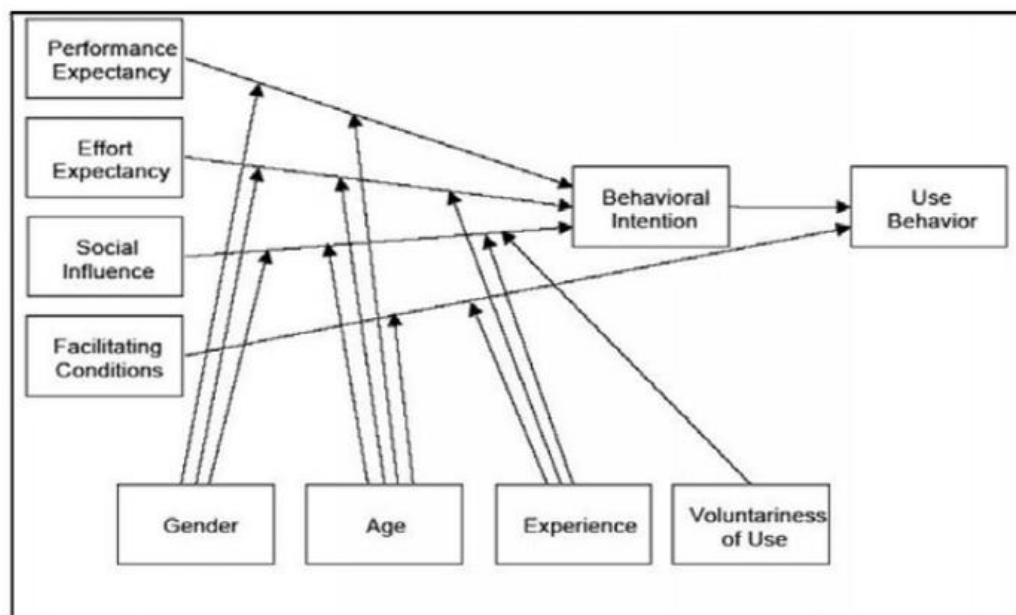 Performance
Expectancy
Effort
Expectancy
Social
Influence
Facilitating
Conditions
Behavioral
Intention
Use
Behavior
Gender
Age
Experience
Voluntariness
of Use